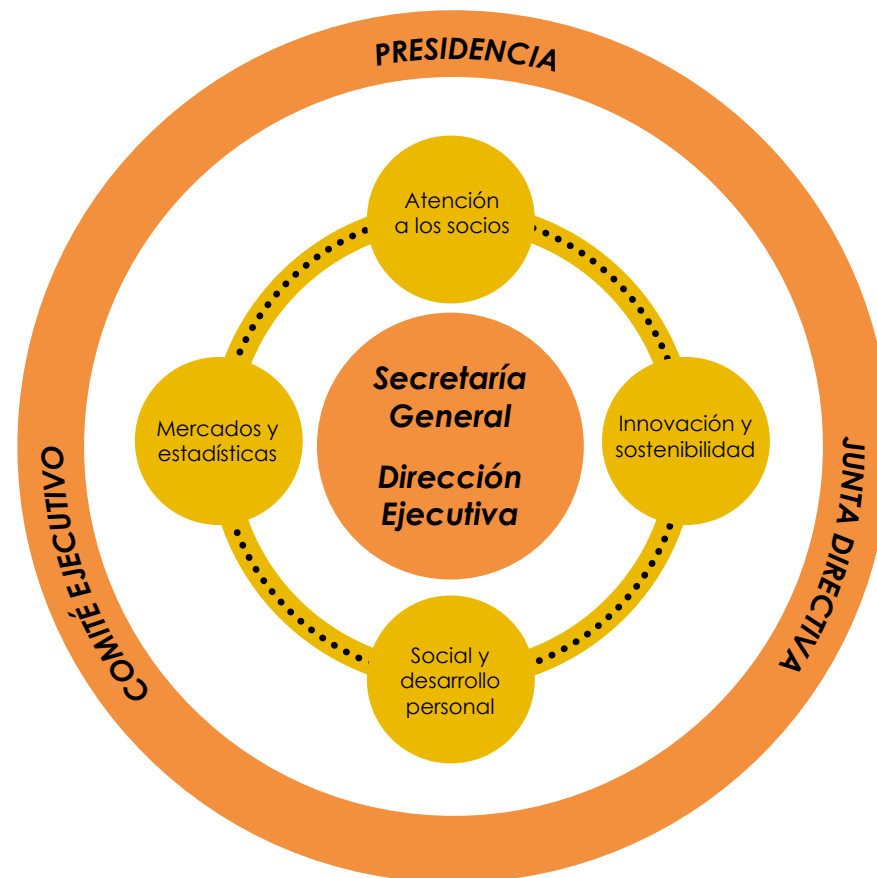 PRESIDENCIA
Atención
a los socios
Secretaría
General
Dirección
Ejecutiva
Mercados y
estadísticas
Innovación y
sostenibilidad
Social y
desarrollo
personal
COMITÉ EJECUTIVO
JUNTA DIRECTIVA